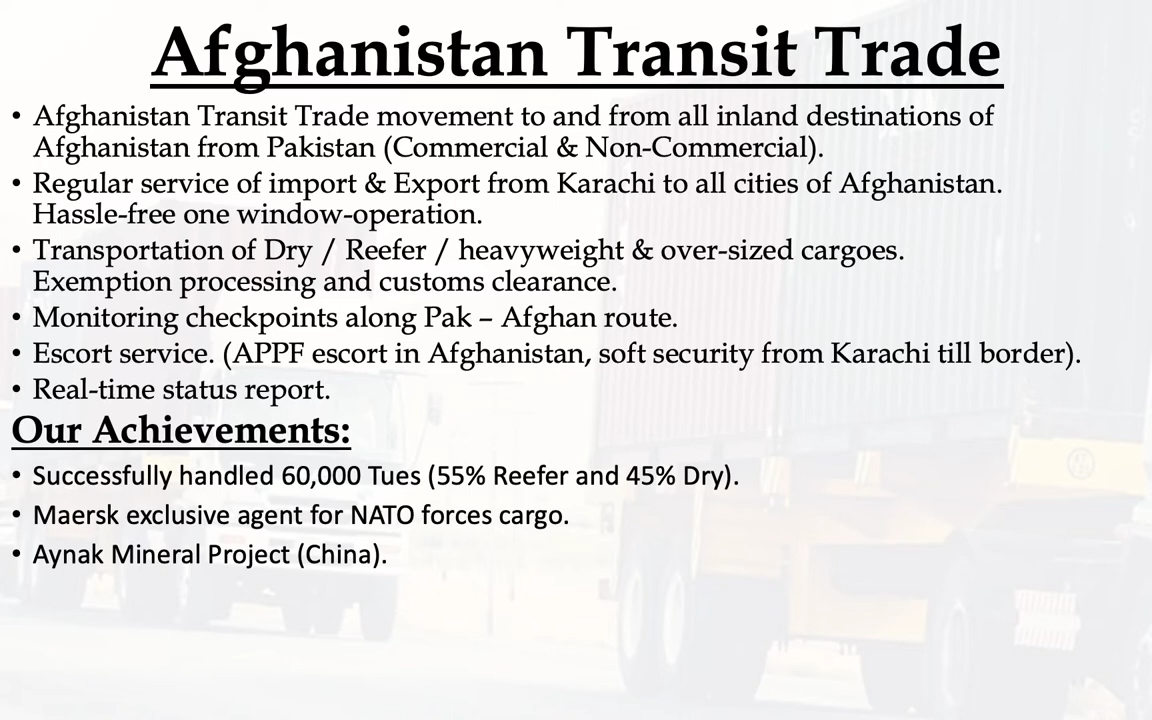 Afghanistan Transit Trade
• Afghanistan Transit Trade movement to and from all inland destinations of
Afghanistan from Pakistan (Commercial & Non-Commercial).
• Regular service of import & Export from Karachi to all cities of Afghanistan.
Hassle-free one window-operation.
• Transportation of Dry / Reefer / heavyweight & over-sized cargoes.
Exemption processing and customs clearance.
• Monitoring checkpoints along Pak – Afghan route.
• Escort service. (APPF escort in Afghanistan, soft security from Karachi till border).
• Real-time status report.
Our Achievements:
• Successfully handled 60,000 Tues (55% Reefer and 45% Dry).
• Maersk exclusive agent for NATO forces cargo.
• Aynak Mineral Project (China).